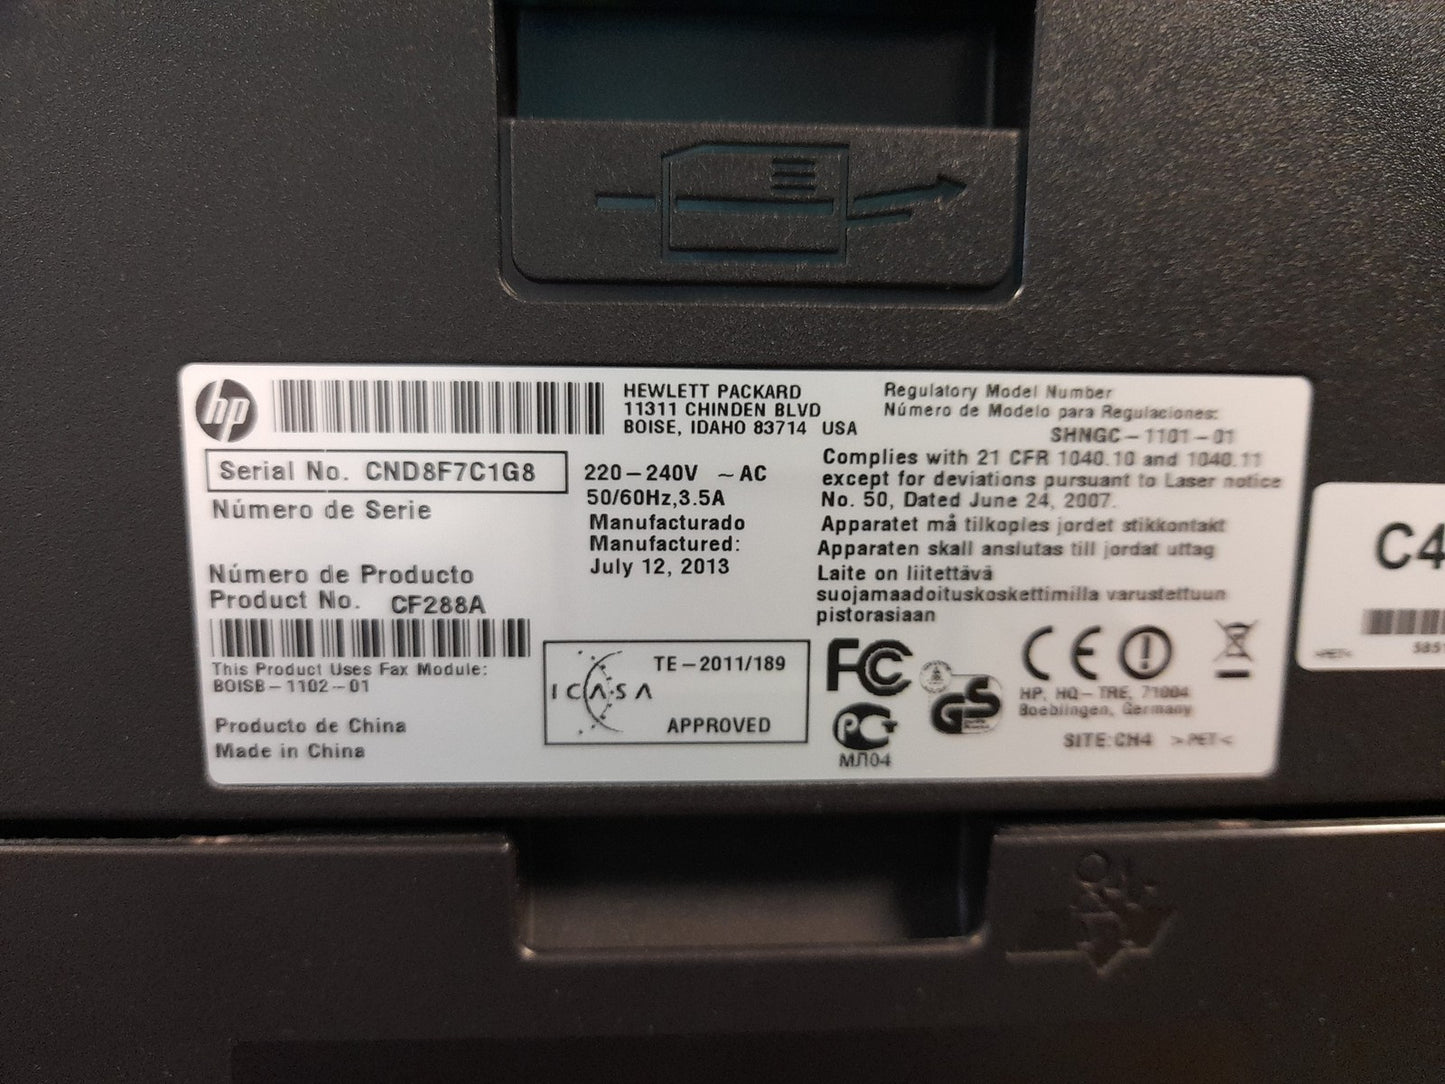 hp
HEWLETT PACKARD
11311 CHINDEN BLVD
BOISE, IDAHO 83714 USA
Regulatory Model Number
Número de Modelo para Regulaciones:
SHNGC-1101-01
Serial No. CND8F7C1G8
Número de Serie
220-240V ~ AC
50/60Hz,3.5A
Manufacturado
Manufactured:
July 12, 2013
Complies with 21 CFR 1040.10 and 1040.11
except for deviations pursuant to Laser notice
No. 50, Dated June 24, 2007.
Apparatet må tilkoples jordet stikkontakt
Apparaten skall anslutas till jordat uttag
Laite on liitettävä
suojamaadoituskoskettimilla varustettuun
pistorasiaan
Número de Producto
Product No. CF288A
This Product Uses Fax Module:
BOISB-1102-01
Producto de China
Made in China
ICASA
TE-2011/189
APPROVED
FC
CE
GS
HP, HQ-TRE, 71004
Boeblingen, Germany
PG
МЛ04
SITE:CH4 >PET<
C4
>PET<